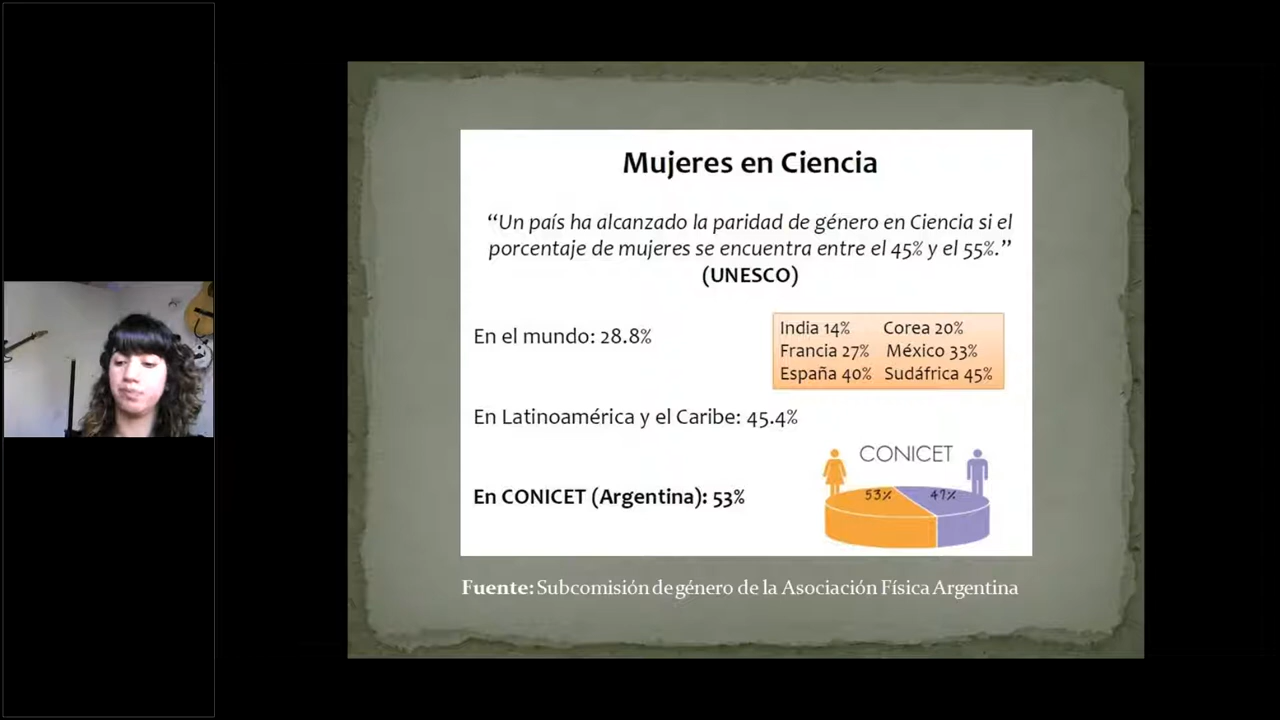 Mujeres en Ciencia
“Un país ha alcanzado la paridad de género en Ciencia si el
porcentaje de mujeres se encuentra entre el 45% y el 55%.”
(UNESCO)
En el mundo: 28.8%
India 14% Corea 20%
Francia 27% México 33%
España 40% Sudáfrica 45%
En Latinoamérica y el Caribe: 45.4%
CONICET
En CONICET (Argentina): 53%
53% 47%
Fuente: Subcomisión de género de la Asociación Física Argentina